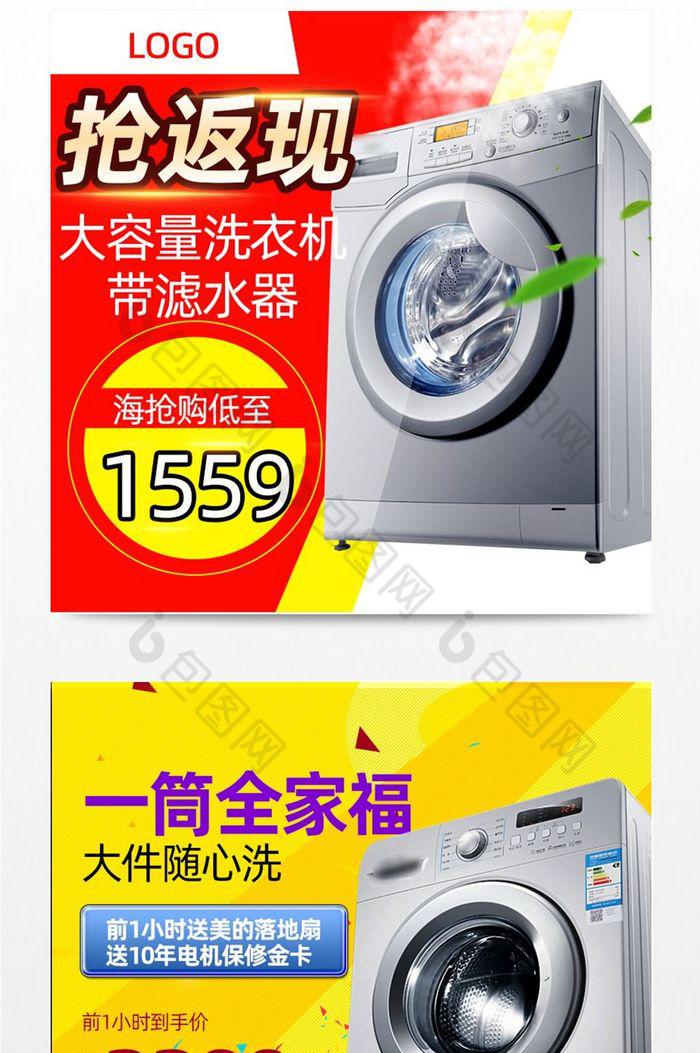 LOGO
抢返现
大容量洗衣机
带滤水器
海抢购低至
1559
包图网
一筒全家福
大件随心洗
前1小时送美的落地扇
送10年电机保修金卡
前1小时到手价